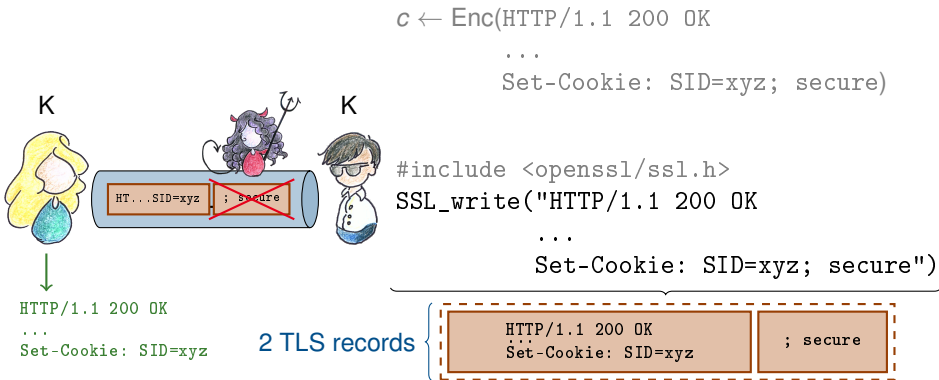 c ← Enc(HTTP/1.1 200 OK
...
Set-Cookie: SID=xyz; secure)
K
K
HT...SID=xyz
; secure
#include <openssl/ssl.h>
SSL_write("HTTP/1.1 200 OK
...
Set-Cookie: SID=xyz; secure")
HTTP/1.1 200 OK
...
Set-Cookie: SID=xyz
2 TLS records
HTTP/1.1 200 OK
...
Set-Cookie: SID=xyz
; secure